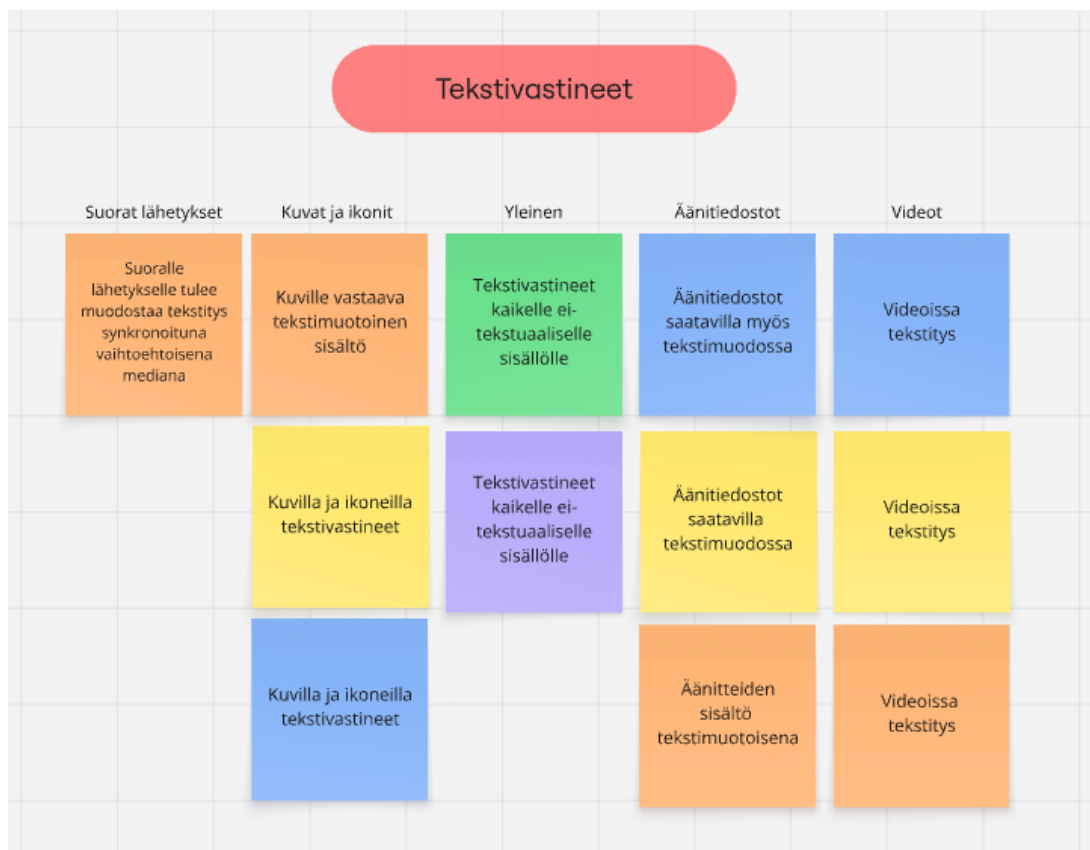 Tekstivastineet
Suorat lähetykset
Kuvat ja ikonit
Yleinen
Äänitiedostot
Videot
Suoralle
lähetykselle tulee
muodostaa tekstitys
synkronoituna
vaihtoehtoisena
mediana
Kuville vastaava
tekstimuotoinen
sisältö
Tekstivastineet
kaikelle ei-
tekstuaaliselle
sisällölle
Äänitiedostot
saatavilla myös
tekstimuodossa
Videoissa
tekstitys
Kuvilla ja ikoneilla
tekstivastineet
Tekstivastineet
kaikelle ei-
tekstuaaliselle
sisällölle
Äänitiedostot
saatavilla
tekstimuodossa
Videoissa
tekstitys
Kuvilla ja ikoneilla
tekstivastineet
Äänitteiden
sisältö
tekstimuotoisena
Videoissa
tekstitys